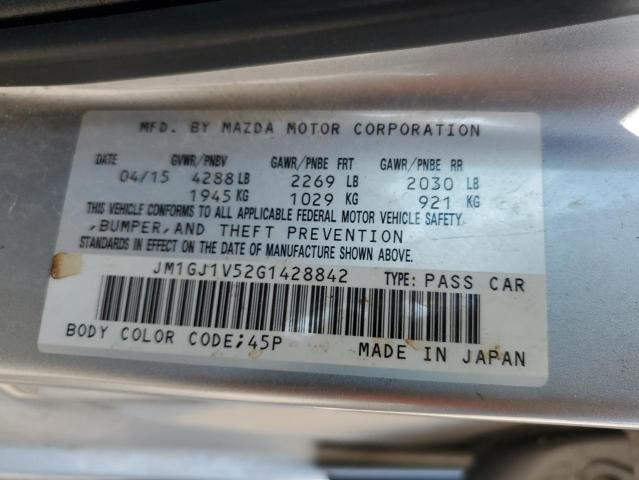 MFD. BY MAZDA MOTOR CORPORATION
DATE GVWR/PNBV GAWR/PNBE FRT GAWR/PNBE RR
04/15 4288 LB 2269 LB 2030 LB
1945 KG 1029 KG 921 KG
THIS VEHICLE CONFORMS TO ALL APPLICABLE FEDERAL MOTOR VEHICLE SAFETY
,BUMPER,AND THEFT PREVENTION
STANDARDS IN EFFECT ON THE DATE OF MANUFACTURE SHOWN ABOVE.
JM1GJ1V52G1428842 TYPE: PASS CAR
BODY COLOR CODE;45P MADE IN JAPAN